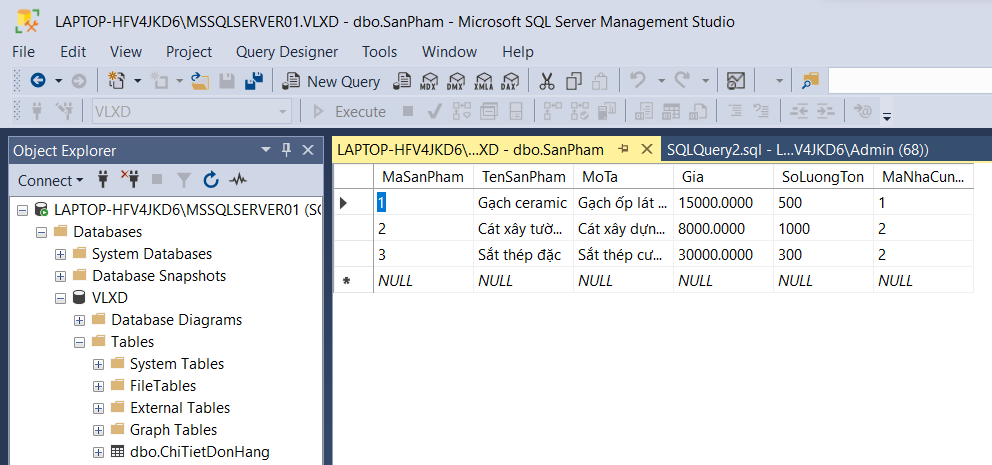 LAPTOP-HFV4JKD6\MSSQLSERVER01.VLXD - dbo.SanPham - Microsoft SQL Server Management Studio
File Edit View Project Query Designer Tools Window Help
New Query MDX DMX XMLA DAX
VLXD Execute
Object Explorer
Connect
LAPTOP-HFV4JKD6\MSSQLSERVER01 (SQ
Databases
System Databases
Database Snapshots
VLXD
Database Diagrams
Tables
System Tables
FileTables
External Tables
Graph Tables
dbo.ChiTietDonHang
LAPTOP-HFV4JKD6\...XD - dbo.SanPham SQLQuery2.sql - L...V4JKD6\Admin (68))
MaSanPham TenSanPham MoTa Gia SoLuongTon MaNhaCun...
1 Gạch ceramic Gạch ốp lát ... 15000.0000 500 1
2 Cát xây tườ... Cát xây dựn... 8000.0000 1000 2
3 Sắt thép đặc Sắt thép cư... 30000.0000 300 2
NULL NULL NULL NULL NULL NULL